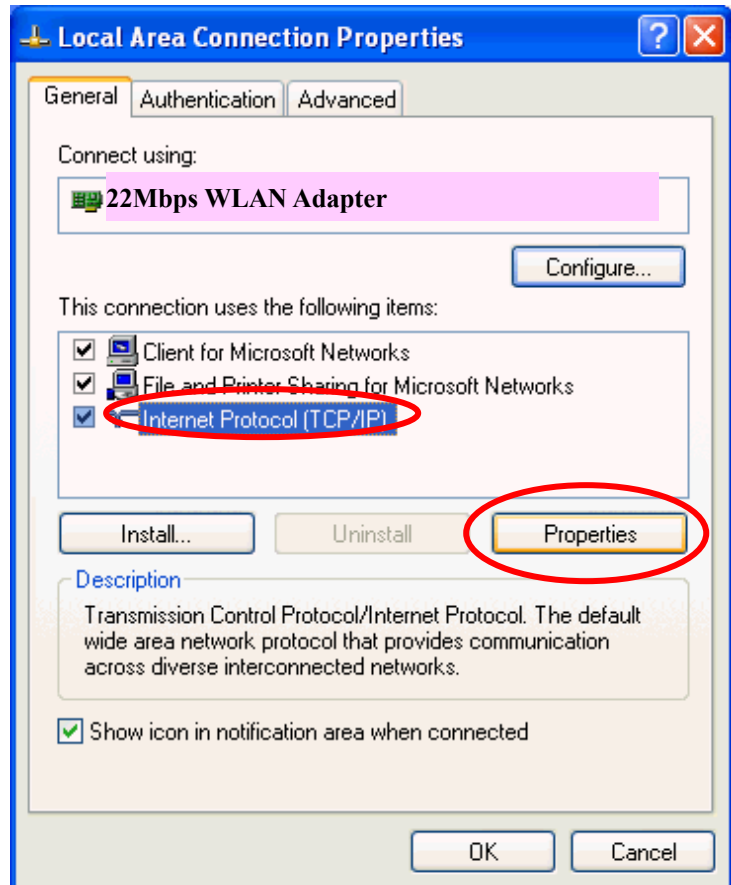 Local Area Connection Properties
General Authentication Advanced
Connect using:
22Mbps WLAN Adapter
Configure...
This connection uses the following items:
Client for Microsoft Networks
File and Printer Sharing for Microsoft Networks
Internet Protocol (TCP/IP)
Install... Uninstall Properties
Description
Transmission Control Protocol/Internet Protocol. The default
wide area network protocol that provides communication
across diverse interconnected networks.
Show icon in notification area when connected
OK Cancel